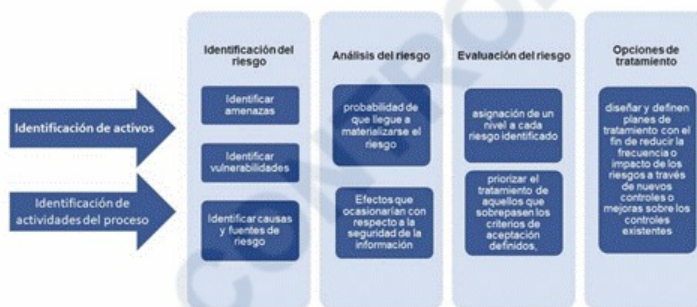 Identificación de activos
Identificación de
actividades del proceso
Identificación del
riesgo
Identificar
amenazas
Identificar
vulnerabilidades
Identificar causas
y fuentes de
riesgo
Análisis del riesgo
probabilidad de
que llegue a
materializarse el
riesgo
Efectos que
ocasionarían con
respecto a la
seguridad de la
información
Evaluación del riesgo
asignación de un
nivel a cada
riesgo identificado
priorizar el
tratamiento de
aquellos que
sobrepasen los
criterios de
aceptación
definidos,
Opciones de
tratamiento
diseñar y definen
planes de
tratamiento con
el fin de reducir la
frecuencia o
impacto de los
riesgos a través
de nuevos
controles o
mejoras sobre los
controles
existentes